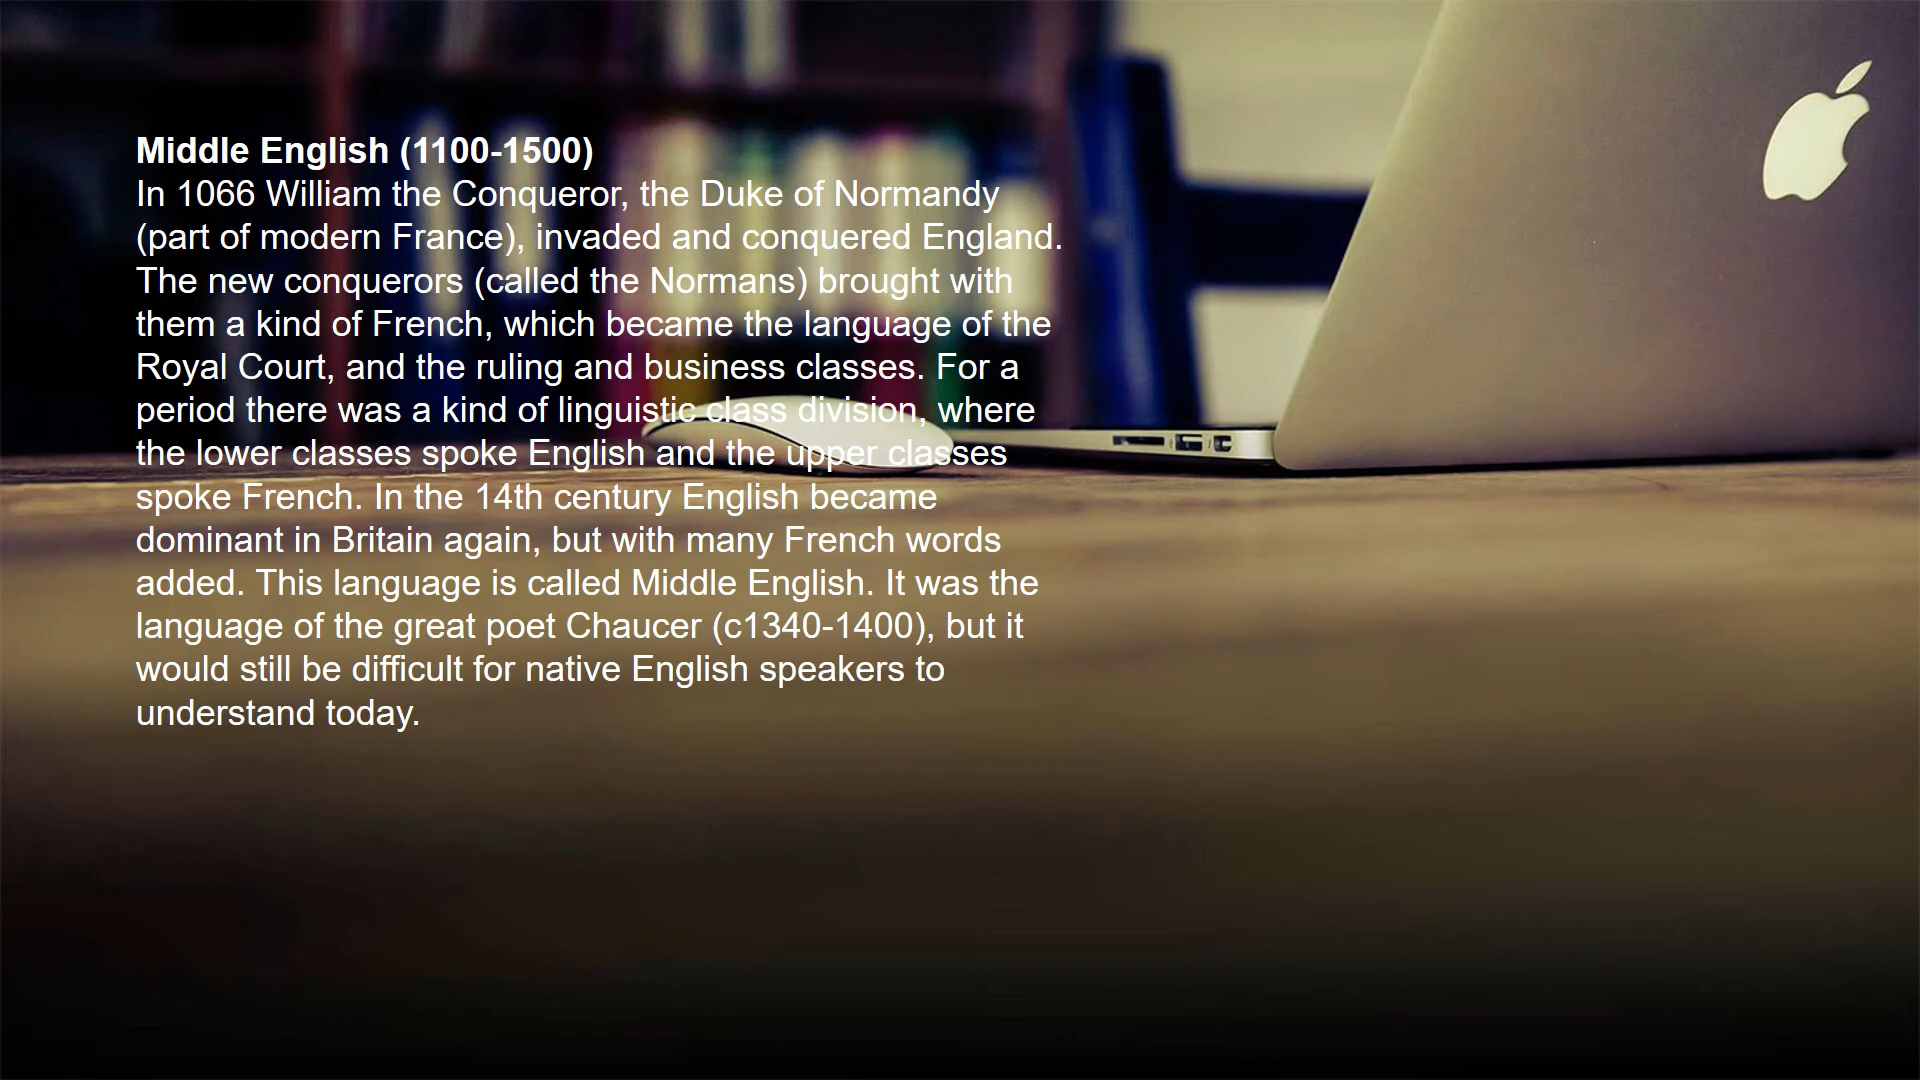 Middle English (1100-1500)
In 1066 William the Conqueror, the Duke of Normandy
(part of modern France), invaded and conquered England.
The new conquerors (called the Normans) brought with
them a kind of French, which became the language of the
Royal Court, and the ruling and business classes. For a
period there was a kind of linguistic class division, where
the lower classes spoke English and the upper classes
spoke French. In the 14th century English became
dominant in Britain again, but with many French words
added. This language is called Middle English. It was the
language of the great poet Chaucer (c1340-1400), but it
would still be difficult for native English speakers to
understand today.